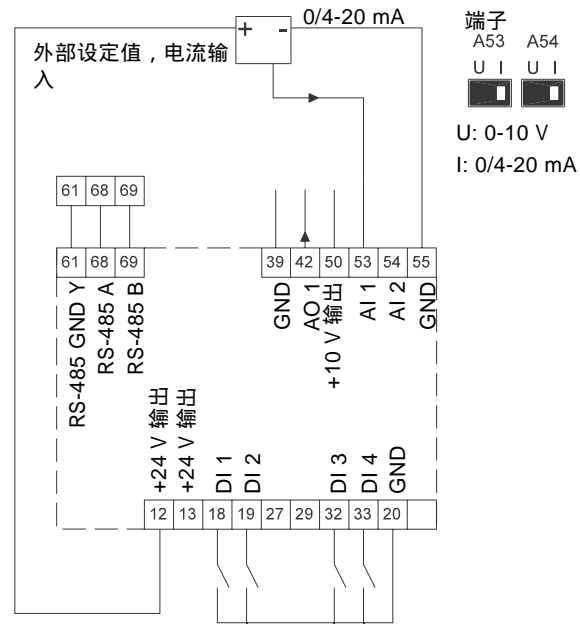 0/4-20 mA
+ -
外部设定值，电流输
入
端子
A53 A54
U I U I
U: 0-10 V
I: 0/4-20 mA
61 68 69
61 68 69
39 42 50 53 54 55
RS-485 GND Y
RS-485 A
RS-485 B
GND
AO 1
+10 V 输出
AI 1
AI 2
GND
+24 V 输出
+24 V 输出
DI 1
DI 2
DI 3
DI 4
GND
12 13 18 19 27 29 32 33 20